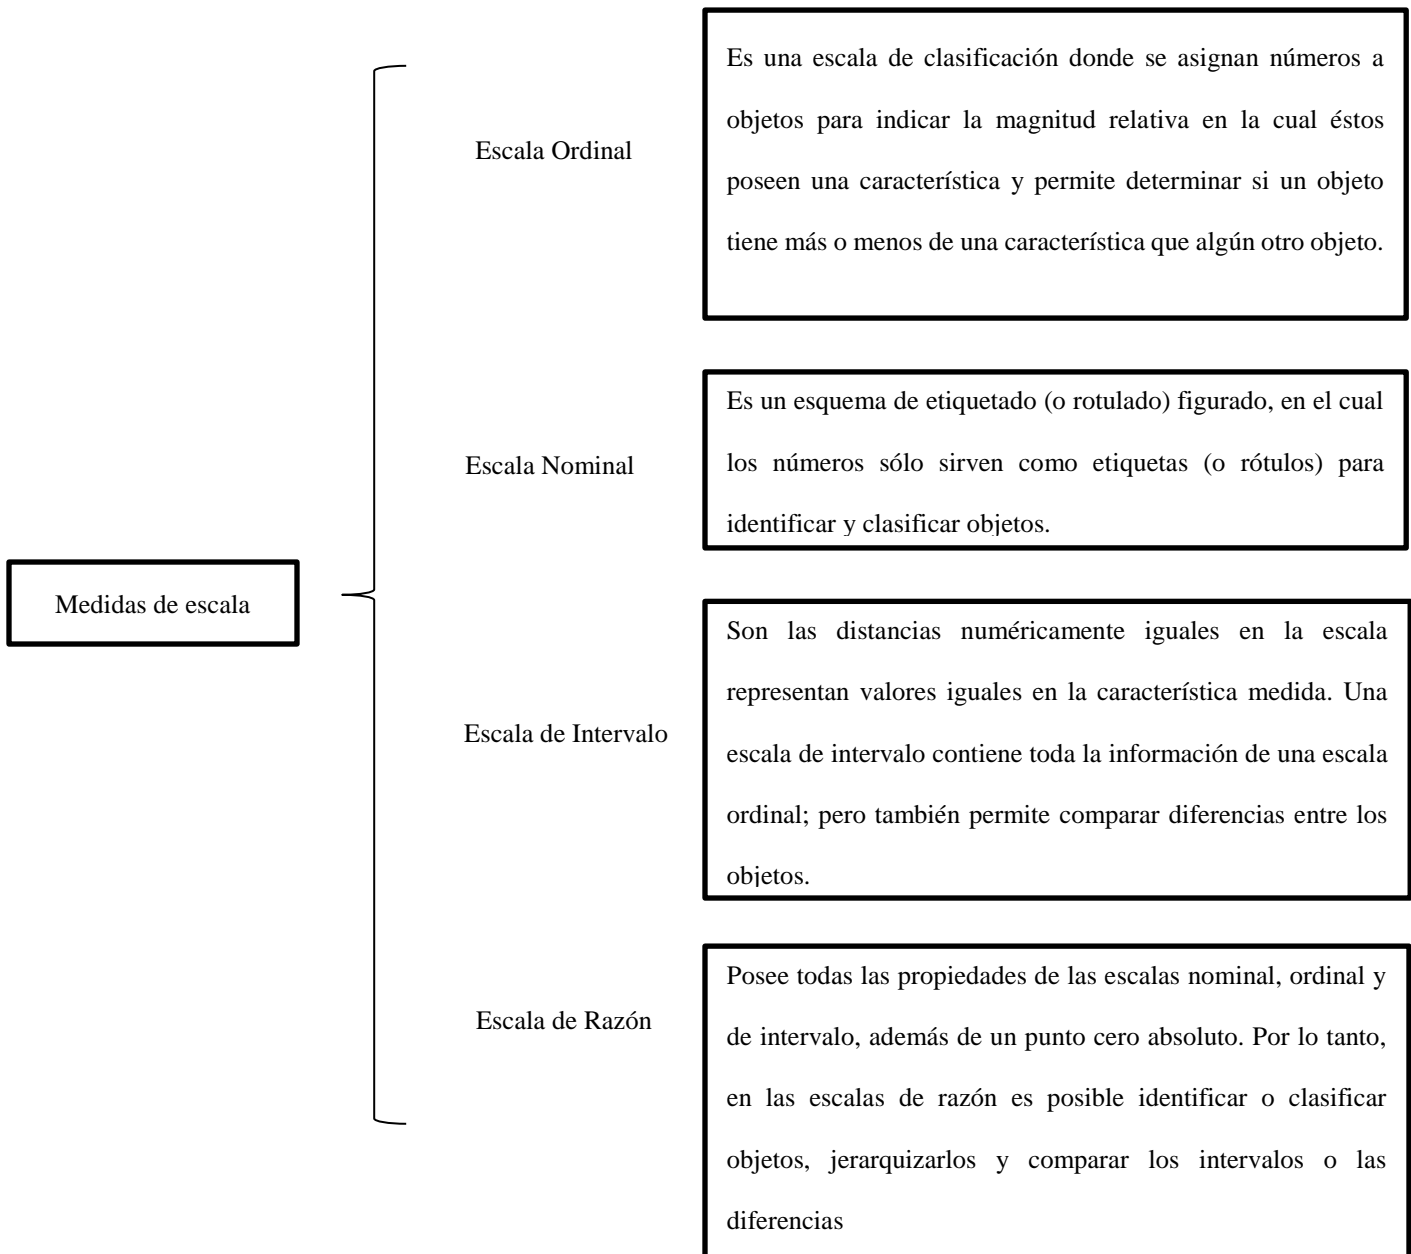 Medidas de escala
Escala Ordinal
Es una escala de clasificación donde se asignan números a
objetos para indicar la magnitud relativa en la cual éstos
poseen una característica y permite determinar si un objeto
tiene más o menos de una característica que algún otro objeto.
Escala Nominal
Es un esquema de etiquetado (o rotulado) figurado, en el cual
los números sólo sirven como etiquetas (o rótulos) para
identificar y clasificar objetos.
Escala de Intervalo
Son las distancias numéricamente iguales en la escala
representan valores iguales en la característica medida. Una
escala de intervalo contiene toda la información de una escala
ordinal; pero también permite comparar diferencias entre los
objetos.
Escala de Razón
Posee todas las propiedades de las escalas nominal, ordinal y
de intervalo, además de un punto cero absoluto. Por lo tanto,
en las escalas de razón es posible identificar o clasificar
objetos, jerarquizarlos y comparar los intervalos o las
diferencias